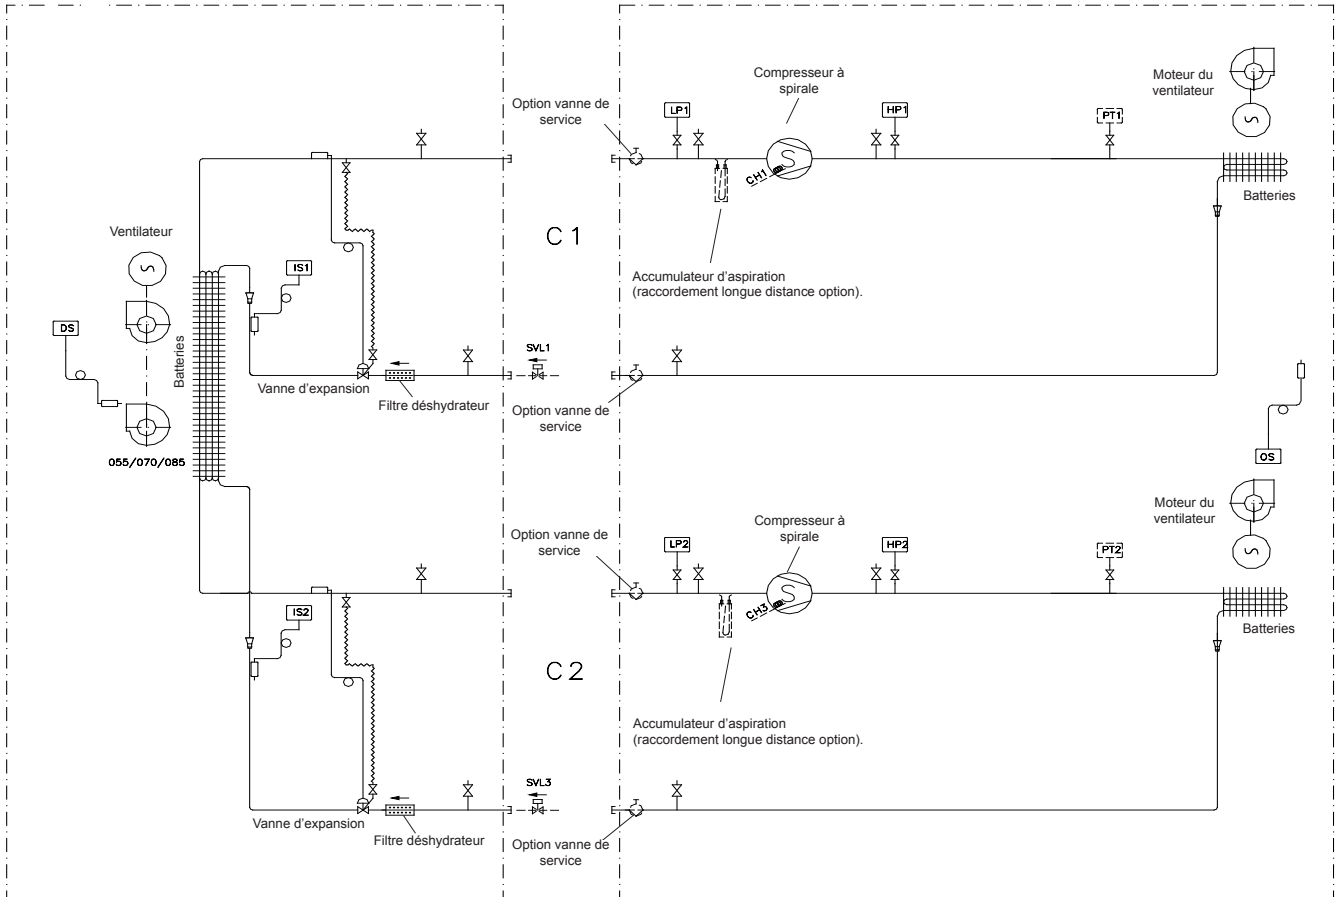 Compresseur à
spirale
Moteur du
ventilateur
Option vanne de
service
LP1
HP1
PT1
CH1
Batteries
Ventilateur
C 1
IS1
Accumulateur d'aspiration
(raccordement longue distance option).
DS
Batteries
SVL1
Vanne d'expansion
Filtre déshydrateur
Option vanne de
service
055/070/085
OS
Moteur du
ventilateur
Compresseur à
spirale
Option vanne de
service
LP2
HP2
PT2
CH3
IS2
Batteries
C 2
Accumulateur d'aspiration
(raccordement longue distance option).
SVL3
Vanne d'expansion
Filtre déshydrateur
Option vanne de
service